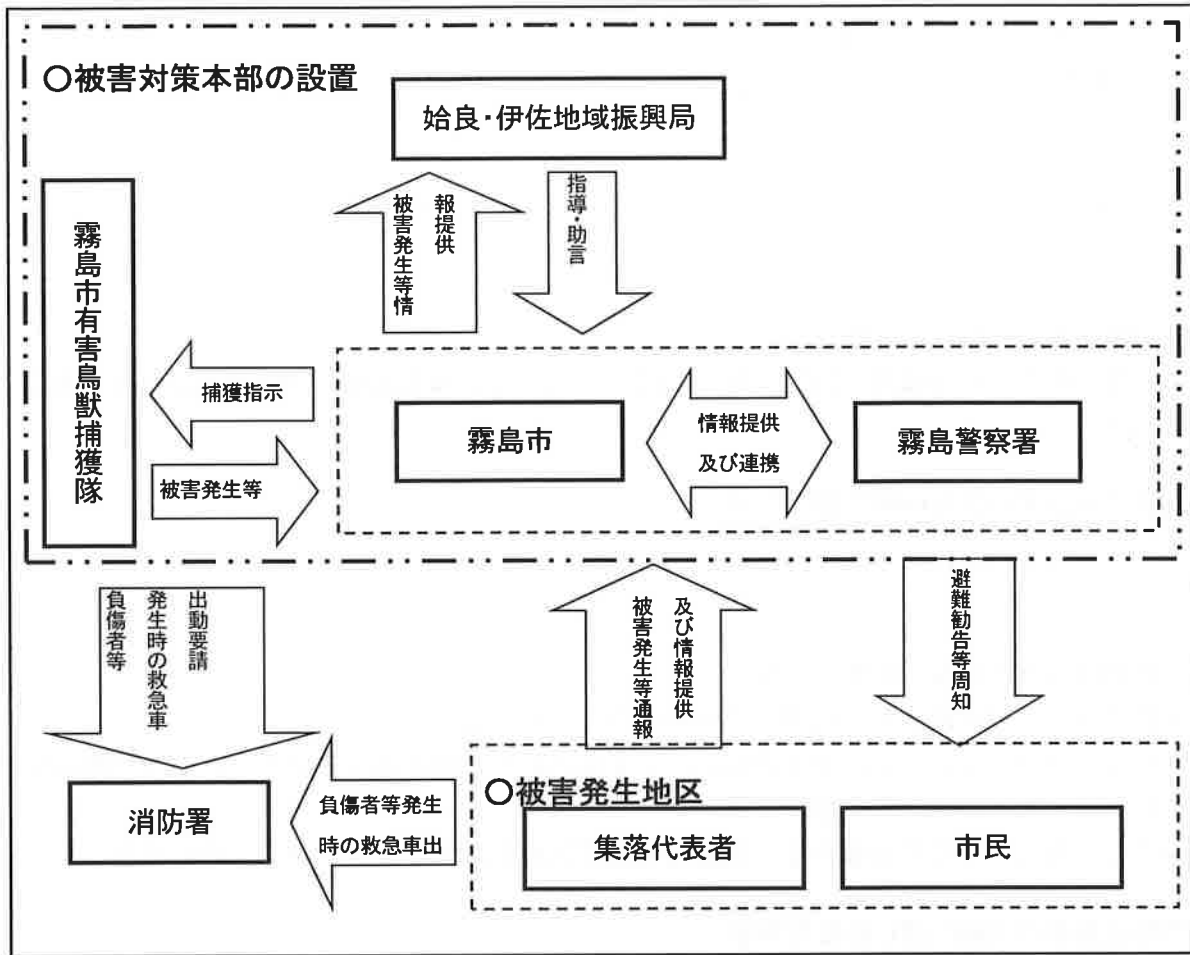 〇被害対策本部の設置
姶良・伊佐地域振興局
被害発生等情
報提供
指導・助言
霧島市有害鳥獣捕獲隊
捕獲指示
被害発生等
霧島市
情報提供
及び連携
霧島警察署
負傷者等
発生時の救急車
出動要請
被害発生等通報
及び情報提供
避難勧告等周知
消防署
負傷者等発生
時の救急車出
〇被害発生地区
集落代表者
市民